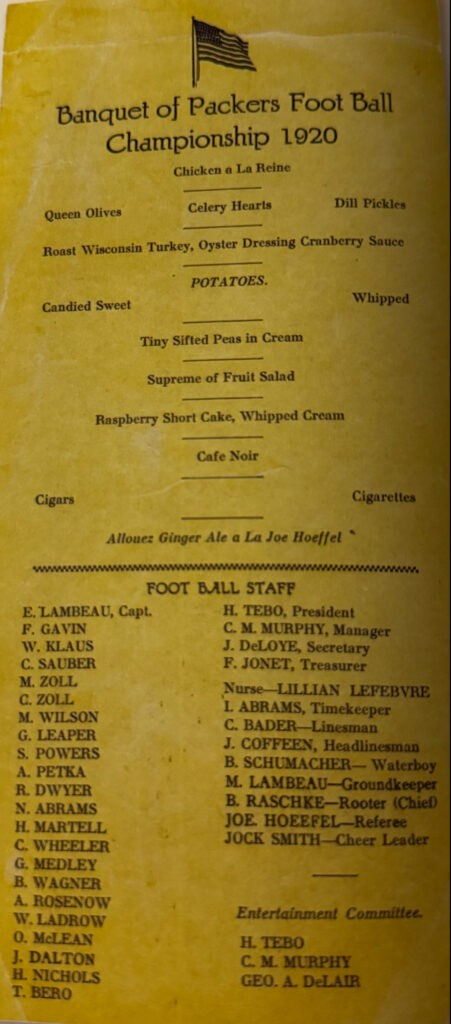 Banquet of Packers Foot Ball
Championship 1920
Chicken a La Reine
Queen Olives Celery Hearts Dill Pickles
Roast Wisconsin Turkey, Oyster Dressing Cranberry Sauce
POTATOES.
Candied Sweet Whipped
Tiny Sifted Peas in Cream
Supreme of Fruit Salad
Raspberry Short Cake, Whipped Cream
Cafe Noir
Cigars Cigarettes
Allouez Ginger Ale a La Joe Hoeffel
FOOT BALL STAFF
E. LAMBEAU, Capt.
F. GAVIN
W. KLAUS
C. SAUBER
M. ZOLL
C. ZOLL
M. WILSON
G. LEAPER
S. POWERS
A. PETKA
R. DWYER
N. ABRAMS
H. MARTELL
C. WHEELER
G. MEDLEY
B. WAGNER
A. ROSENOW
W. LADROW
O. McLEAN
J. DALTON
H. NICHOLS
T. BERO
H. TEBO, President
C. M. MURPHY, Manager
J. DeLOYE, Secretary
F. JONET, Treasurer
Nurse—LILLIAN LEFEBVRE
I. ABRAMS, Timekeeper
C. BADER—Linesman
J. COFFEEN, Headlinesman
B. SCHUMACHER— Waterboy
M. LAMBEAU—Groundkeeper
B. RASCHKE—Rooter (Chief)
JOE. HOEEFEL—Referee
JOCK SMITH—Cheer Leader
Entertainment Committee.
H. TEBO
C. M. MURPHY
GEO. A. DeLAIR